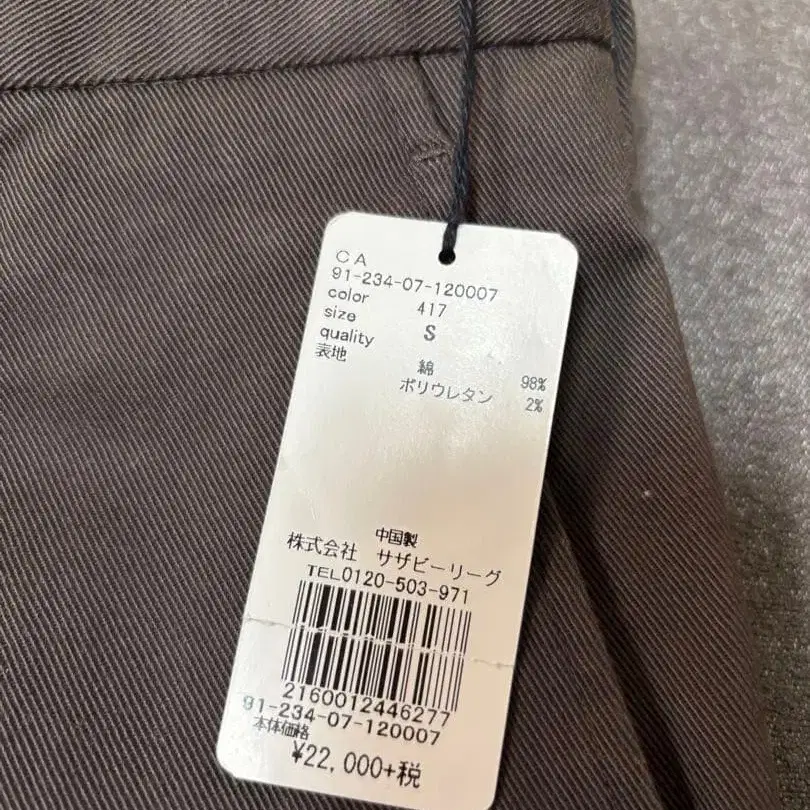 CA
91-234-07-120007
color 417
size S
quality
表地 綿 98%
ポリウレタン 2%
中国製
株式会社 サザビーリーグ
TEL0120-503-971
2160012446277
91-234-07-120007
本体価格
¥22,000+税